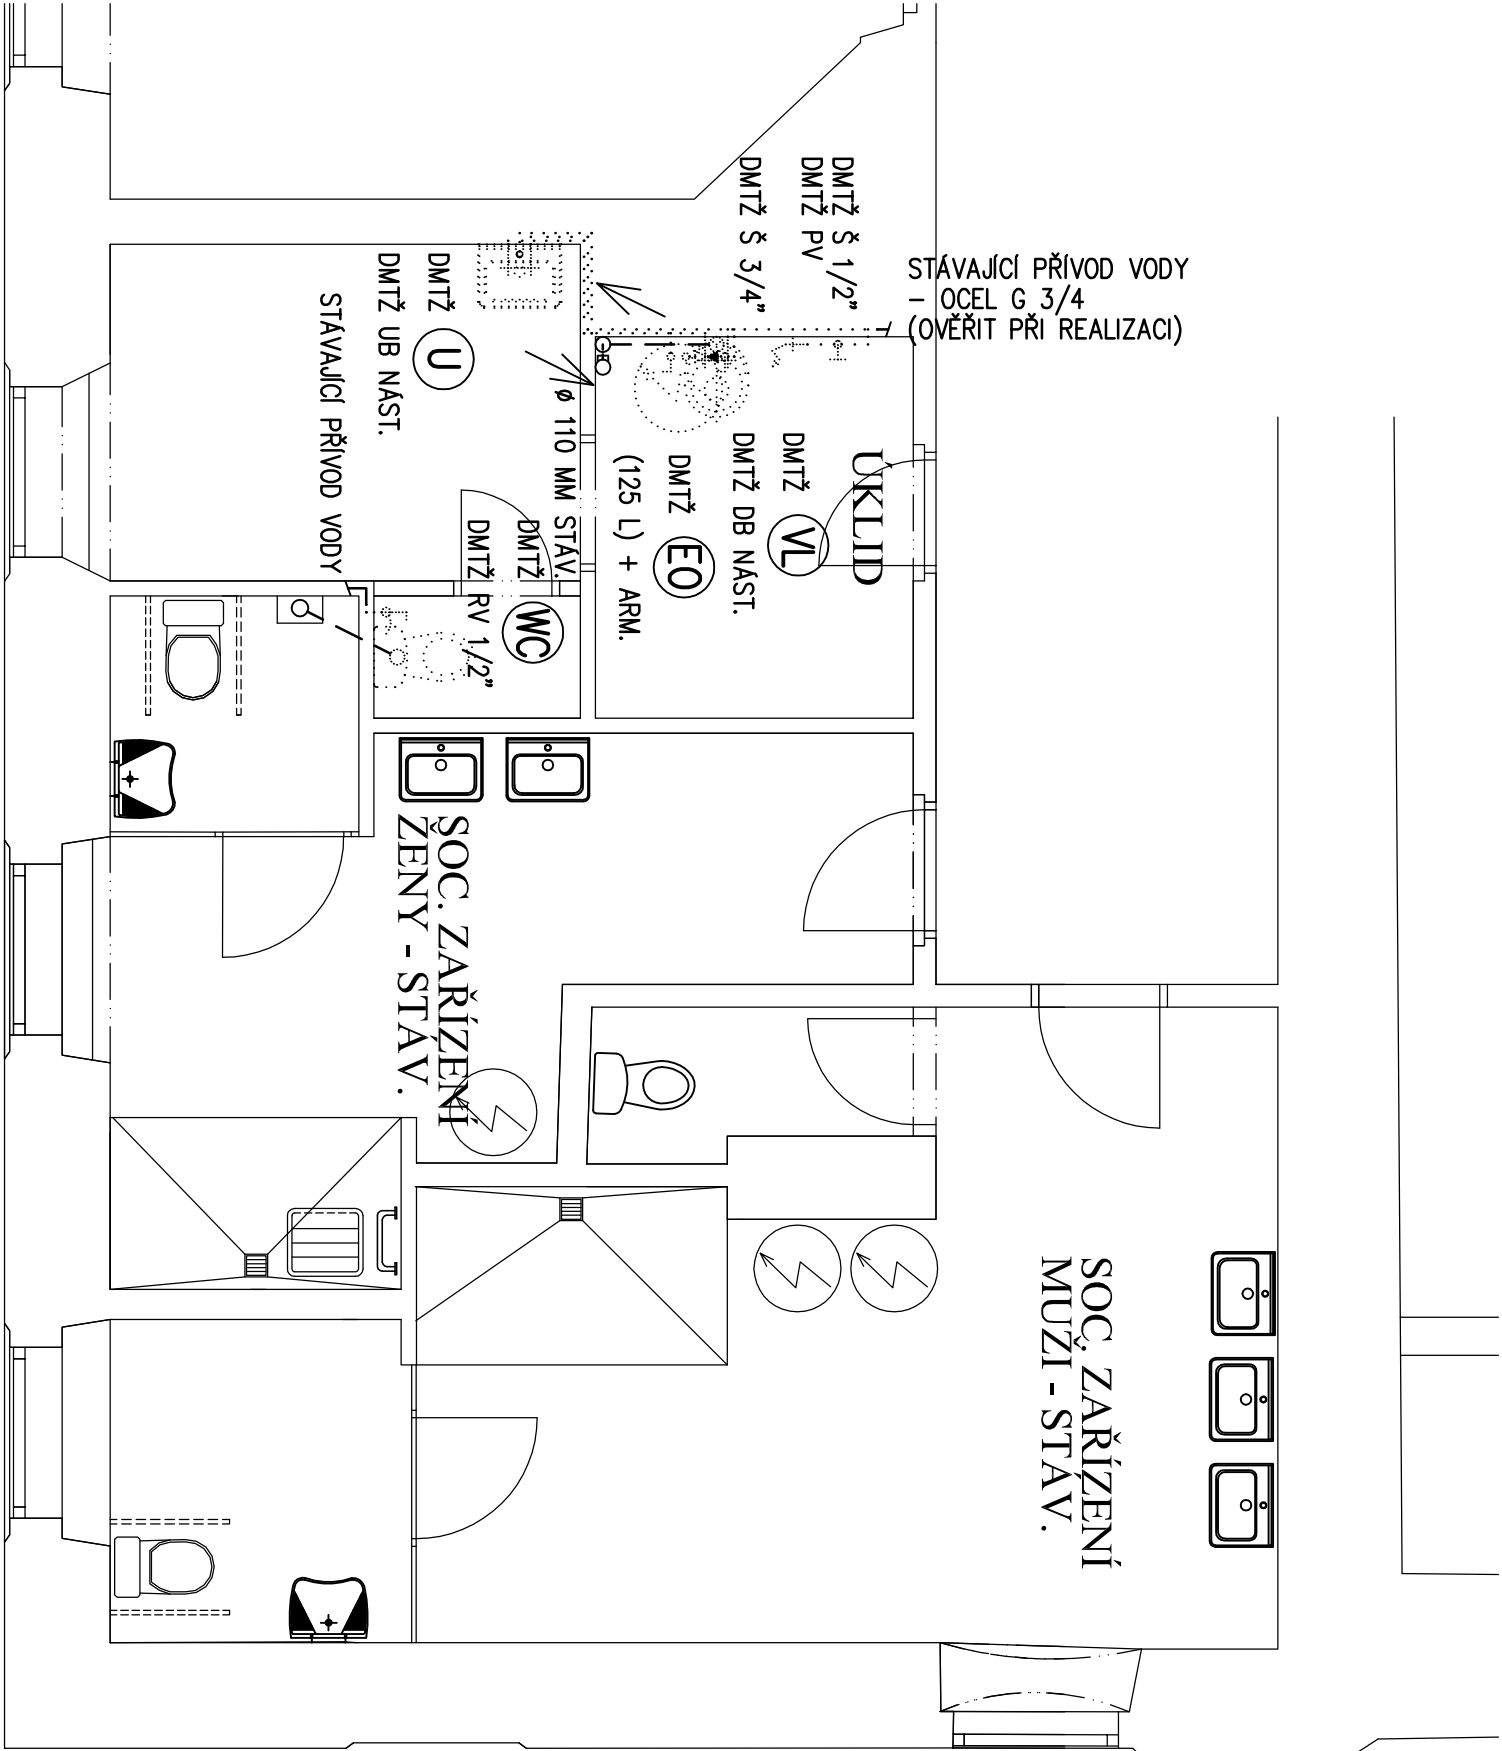 STÁVAJÍCÍ PŘÍVOD VODY
- OCEL G 3/4
(OVĚŘIT PŘI REALIZACI)
DMTŽ Š 1/2"
DMTŽ PV
DMTŽ Š 3/4"
DMTŽ U
DMTŽ UB NÁST.
STÁVAJÍCÍ PŘÍVOD VODY
ø 110 MM STÁV.
DMTŽ WC
DMTŽ RV 1/2"
UKLID
DMTŽ VL
DMTŽ DB NÁST.
DMTŽ EO
(125 L) + ARM.
SOC. ZAŘÍZENÍ
ŽENY - STÁV.
SOC. ZAŘÍZENÍ
MUŽI - STÁV.